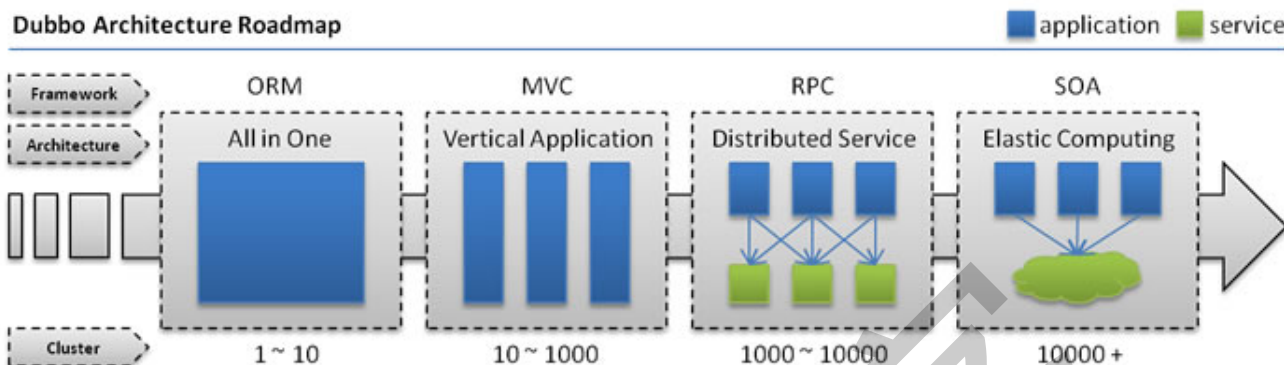 Dubbo Architecture Roadmap
application
service
Framework
ORM
MVC
RPC
SOA
Architecture
All in One
Vertical Application
Distributed Service
Elastic Computing
Cluster
1 ~ 10
10 ~ 1000
1000 ~ 10000
10000 +